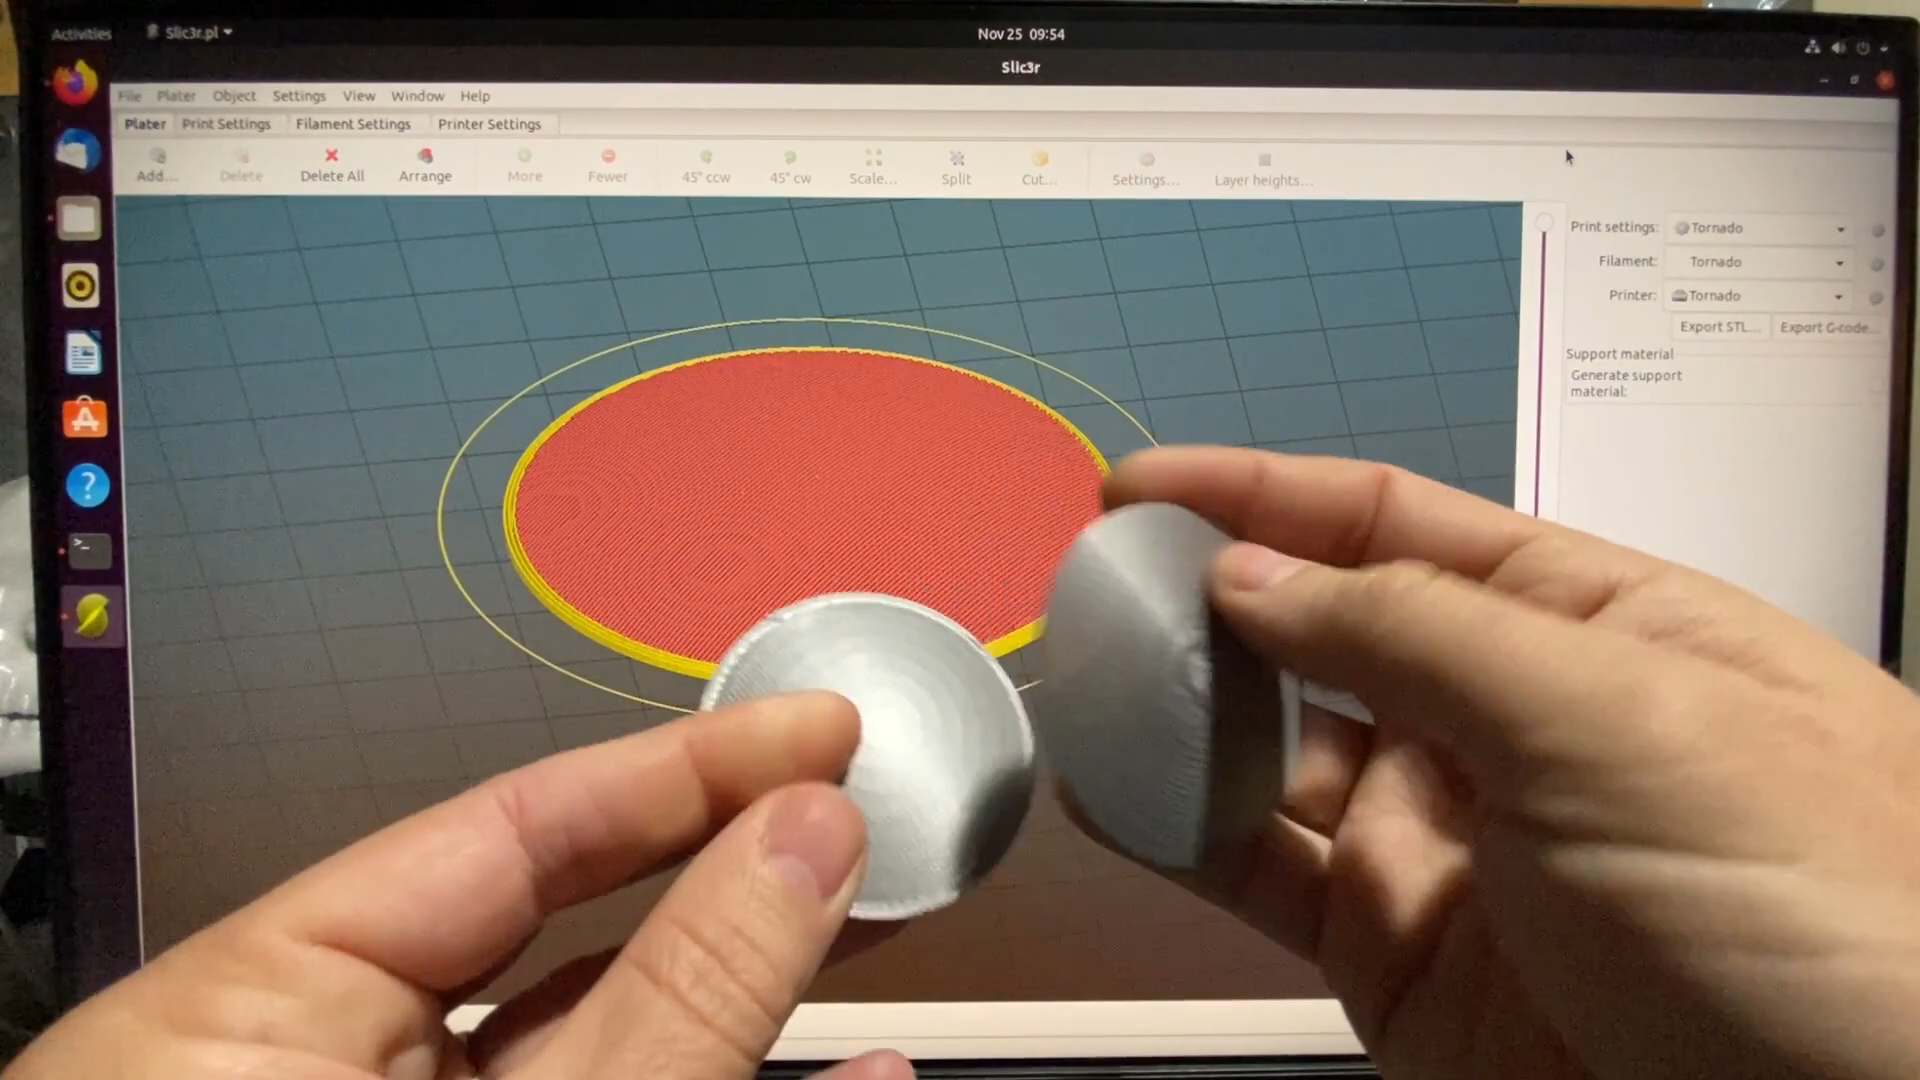 Activities Slic3r.pl Nov 25 09:54
Slic3r
File Plater Object Settings View Window Help
Plater Print Settings Filament Settings Printer Settings
Add... Delete Delete All Arrange More Fewer 45° ccw 45° cw Scale... Split Cut... Settings... Layer heights...
Print settings: Tornado
Filament: Tornado
Printer: Tornado
Export STL... Export G-code...
Support material
Generate support
material: